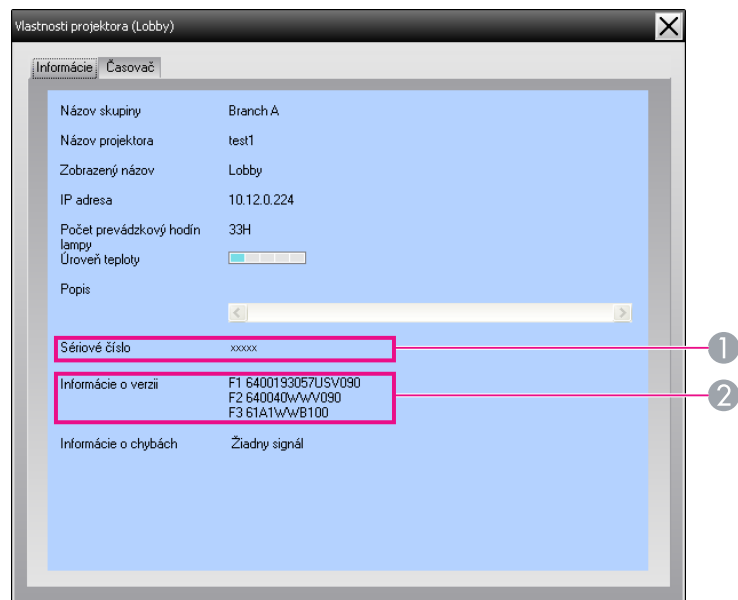 Vlastnosti projektora (Lobby)
Informácie Časovač
Názov skupiny Branch A
Názov projektora test1
Zobrazený názov Lobby
IP adresa 10.12.0.224
Počet prevádzkový hodín 33H
lampy
Úroveň teploty
Popis
Sériové číslo xxxxx
1
Informácie o verzii F1 6400193057USV090
F2 640040WWV090
2
F3 61A1WWB100
Informácie o chybách Žiadny signál